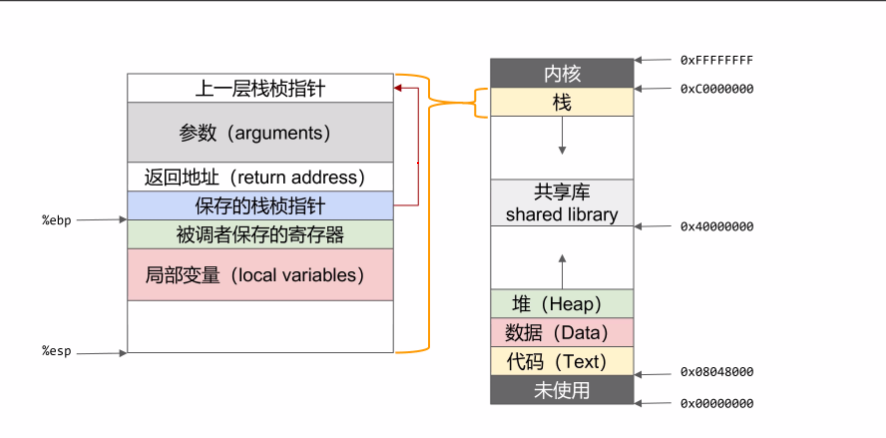 上一层栈桢指针
参数（arguments）
返回地址（return address）
保存的栈桢指针
%ebp
被调者保存的寄存器
局部变量（local variables）
%esp
内核
0xFFFFFFFF
栈
0xC0000000
共享库
shared library
0x40000000
堆（Heap）
数据（Data）
代码（Text）
0x08048000
未使用
0x00000000